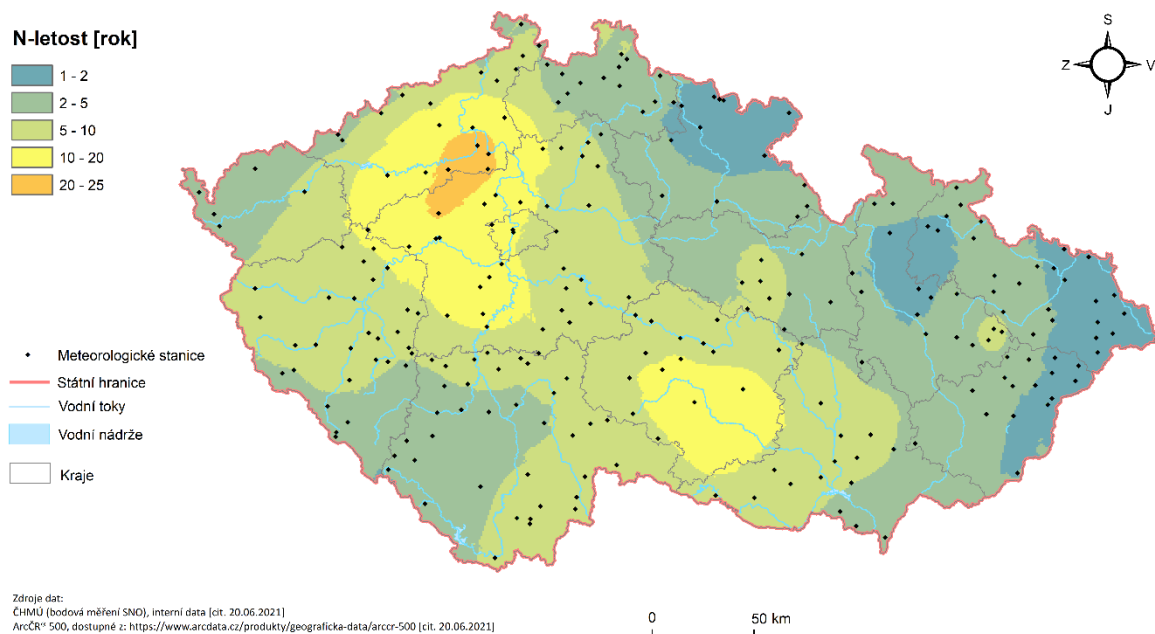 N-letost [rok]
1 - 2
2 - 5
5 - 10
10 - 20
20 - 25
S
Z
V
J
Meteorologické stanice
Státní hranice
Vodní toky
Vodní nádrže
Kraje
Zdroje dat:
ČHMÚ (bodová měření SNO), interní data [cit. 20.06.2021]
500, dostupné z: https://www.arcdata.cz/produkty/geograficka-data/arccr-500 [cit. 20.06.2021]
0 50 km